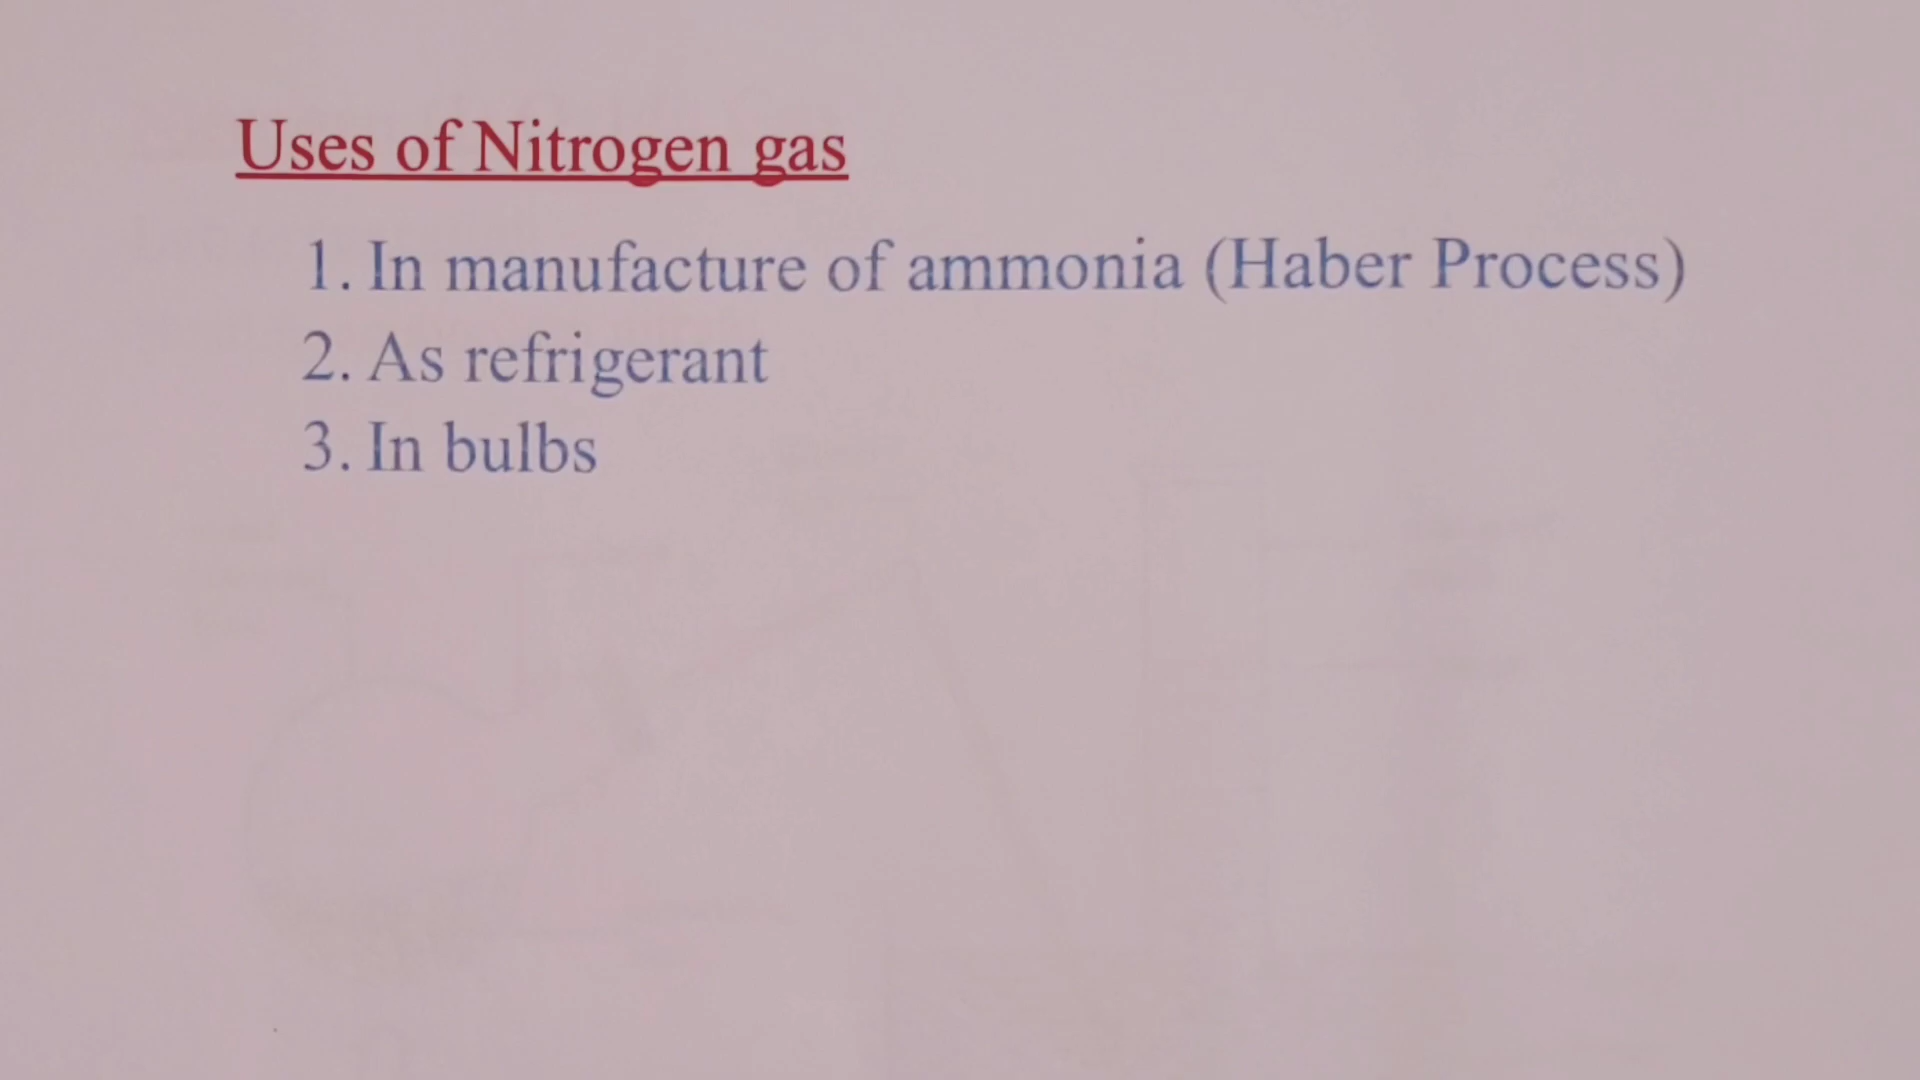 Uses of Nitrogen gas
1. In manufacture of ammonia (Haber Process)
2. As refrigerant
3. In bulbs